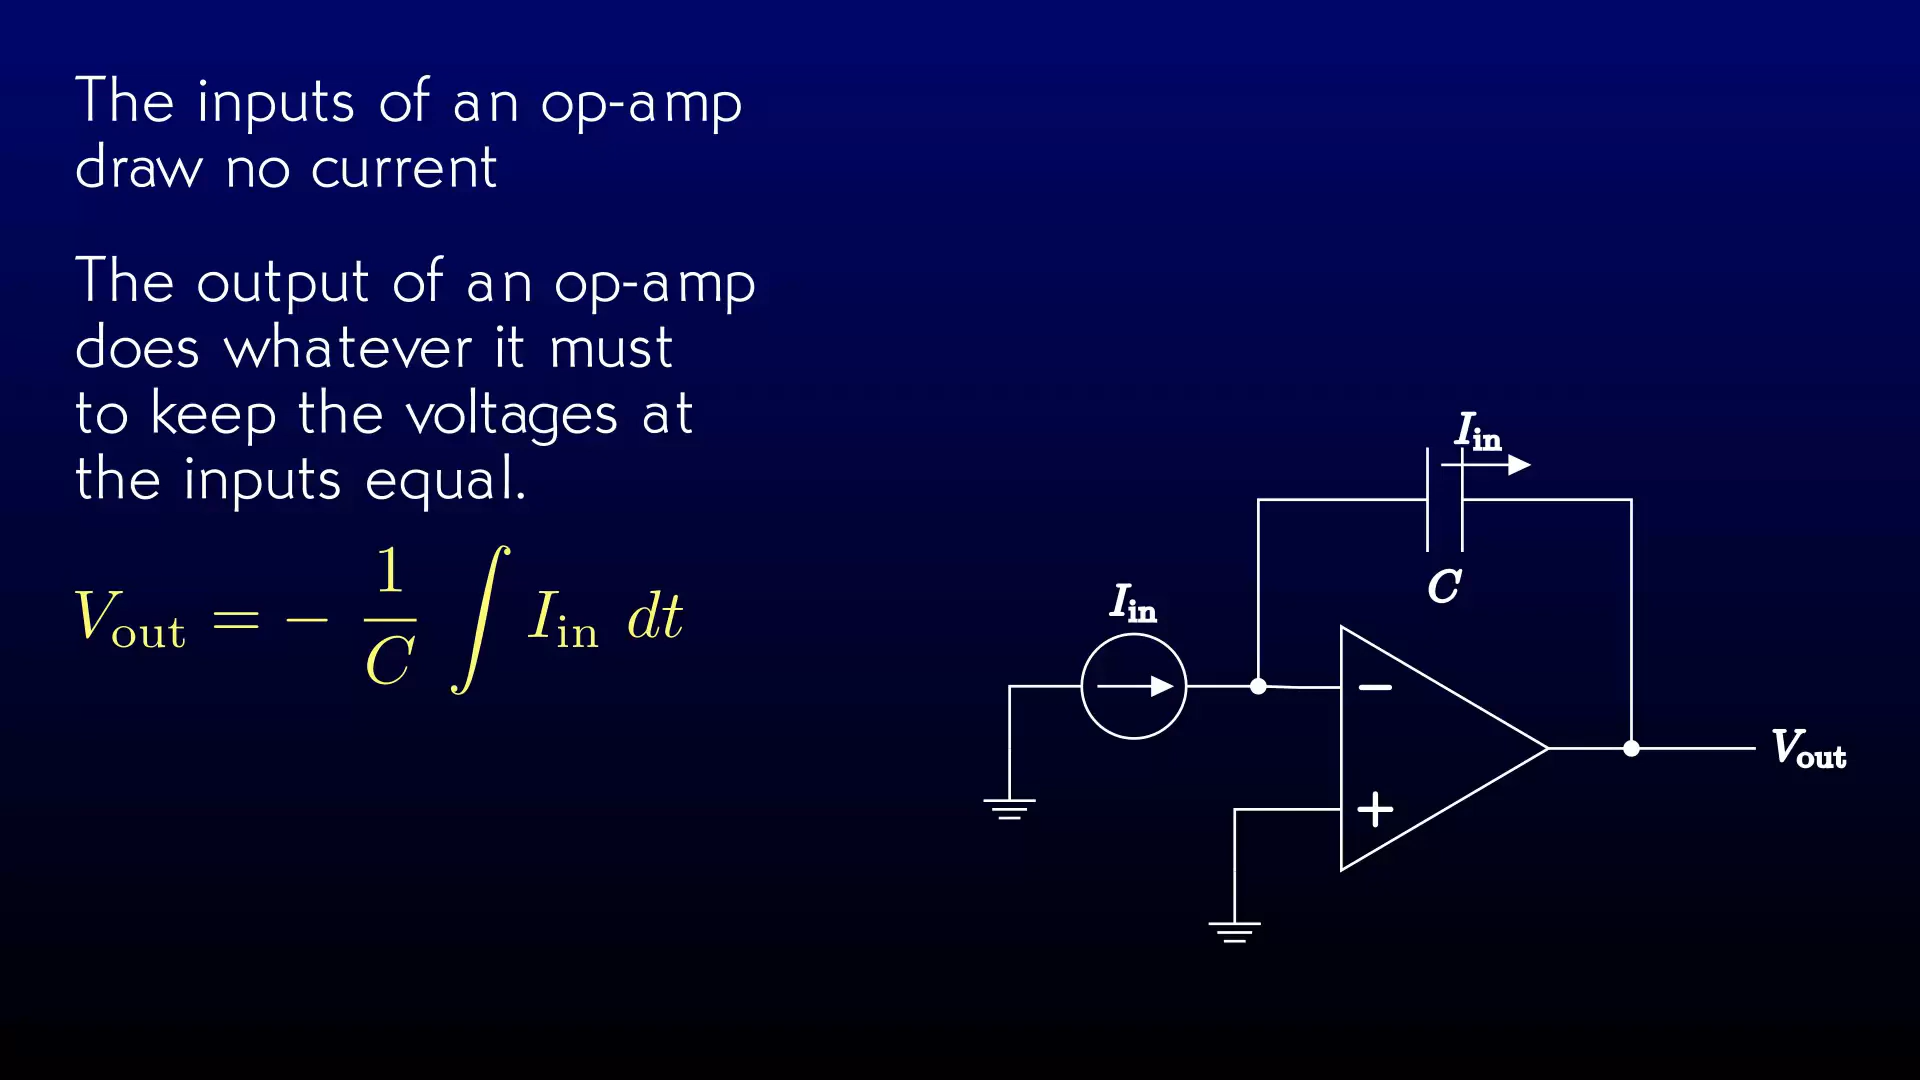 The inputs of an op-amp
draw no current
The output of an op-amp
does whatever it must
to keep the voltages at
the inputs equal.
V_out = − 1/C ∫ I_in dt
I_in
C
I_in
−
+
V_out